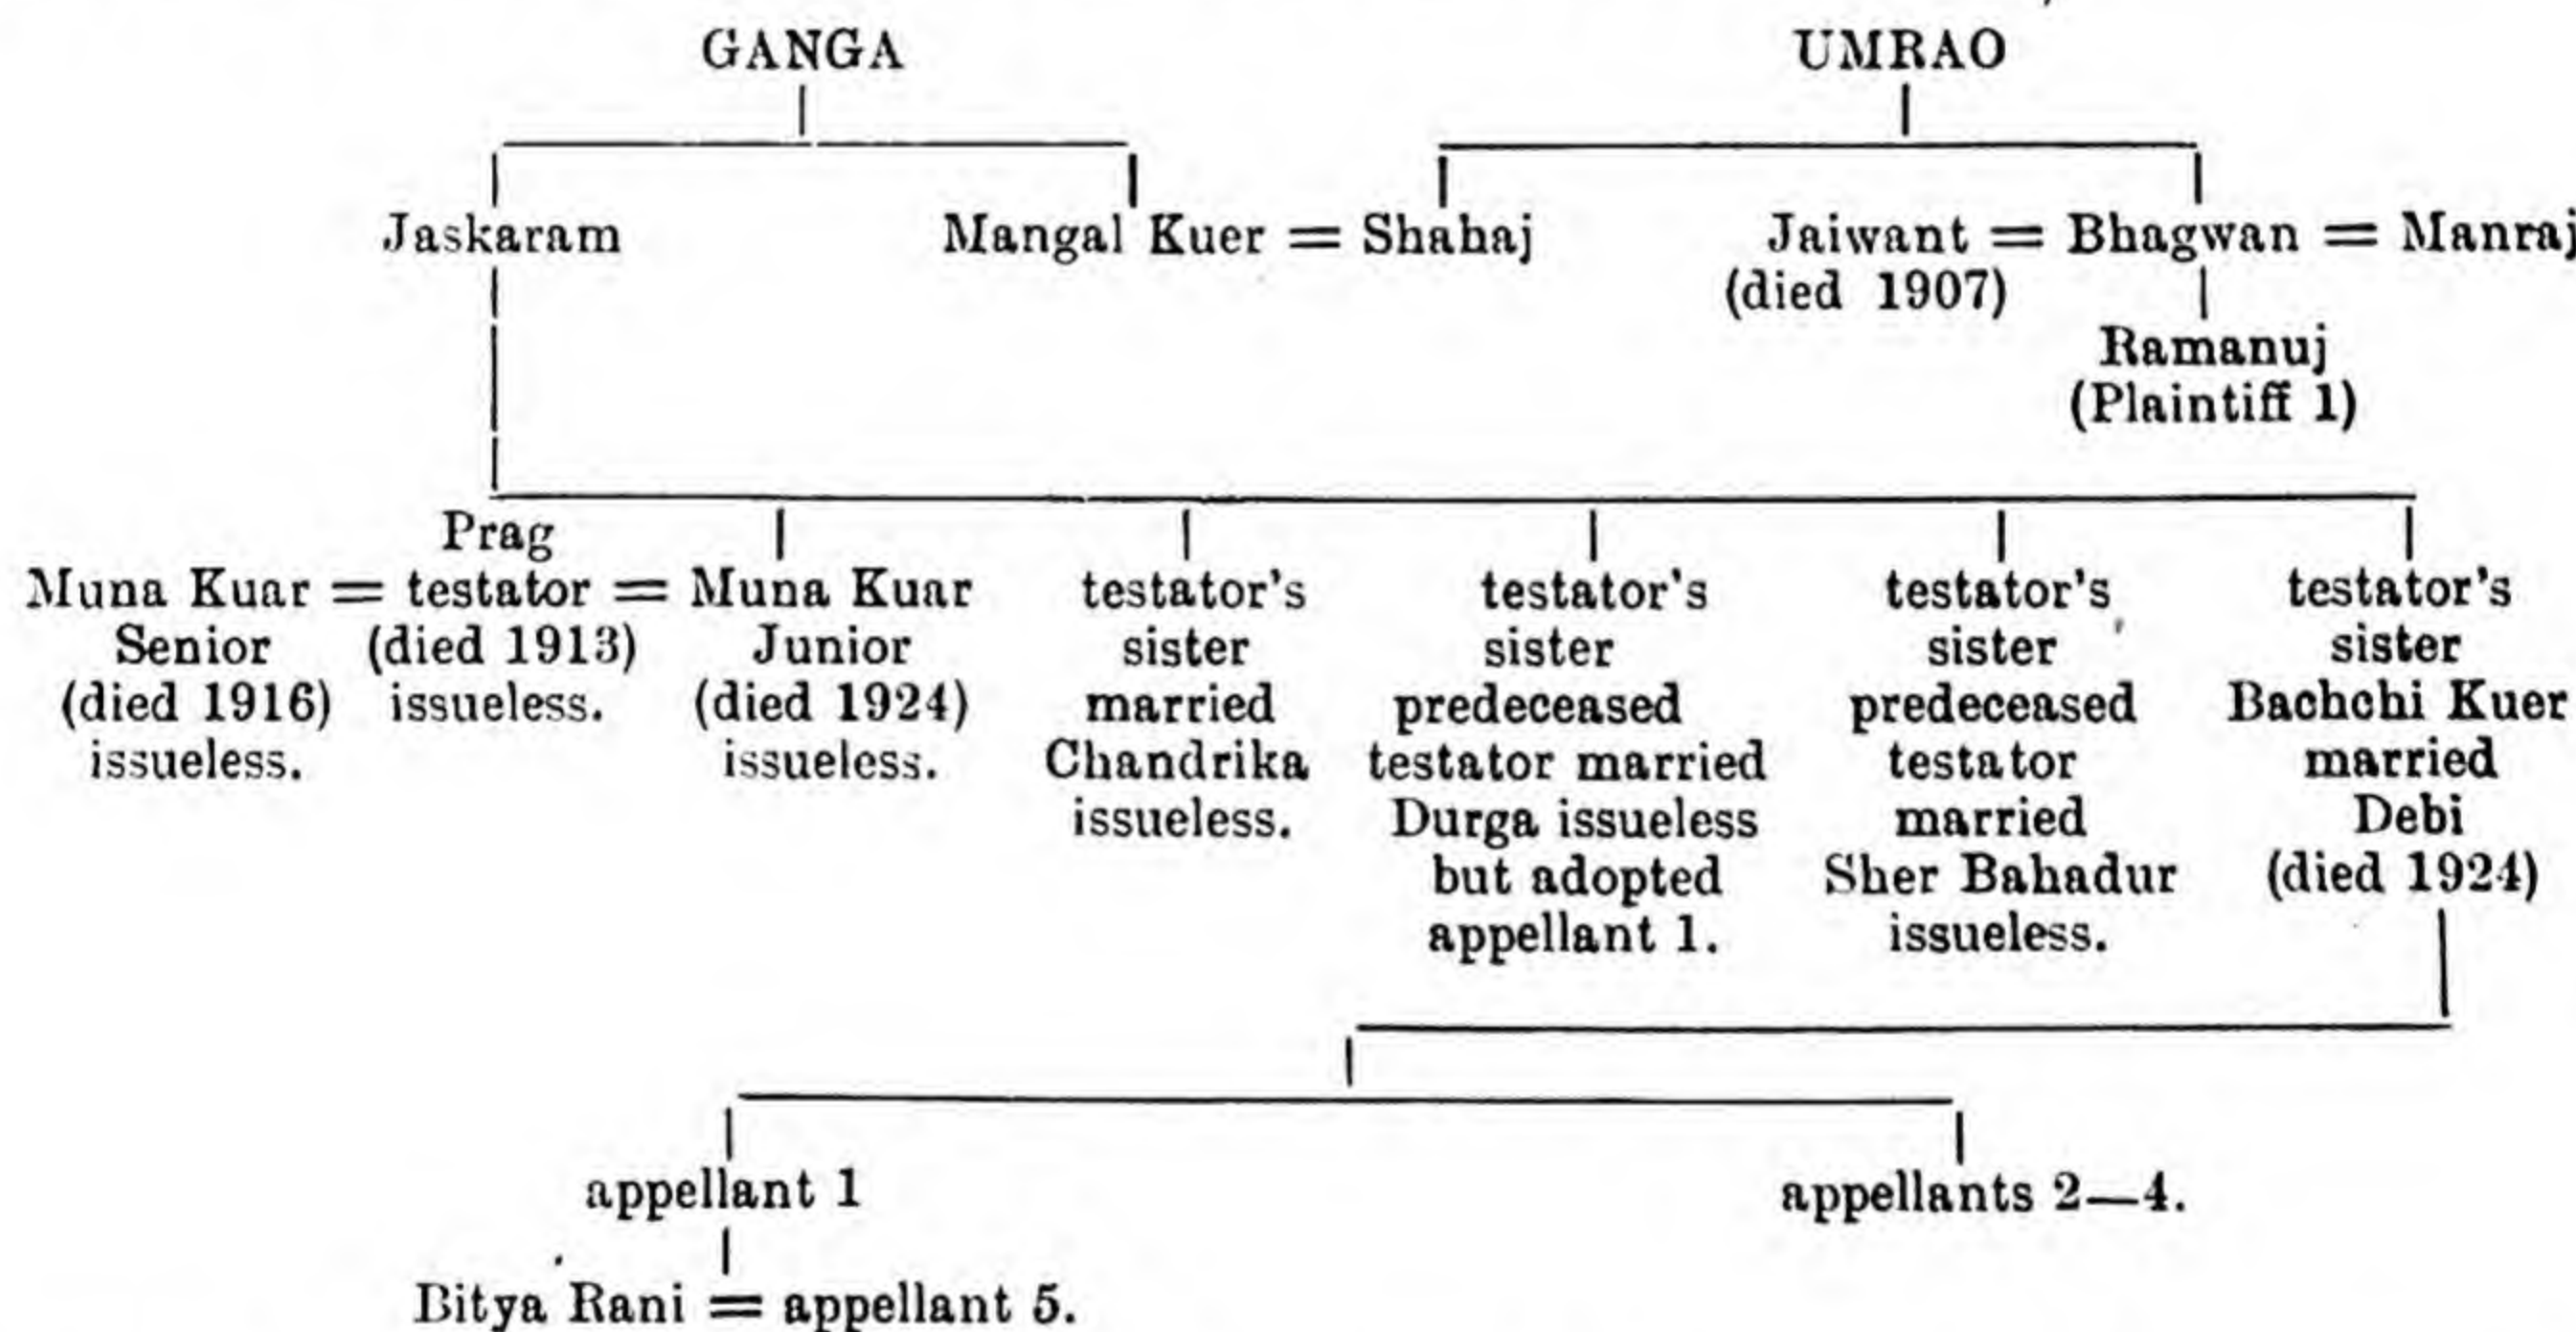 GANGA UMRAO
Jaskaram Mangal Kuer = Shahaj Jaiwant = Bhagwan = Manraj
(died 1907)
Ramanuj
(Plaintiff 1)
Prag
Muna Kuar = testator = Muna Kuar testator's testator's testator's testator's
Senior (died 1913) Junior sister sister sister sister
(died 1916) issueless. (died 1924) married predeceased predeceased Bachchi Kuer
issueless. issueless. Chandrika testator married testator married
issueless. Durga issueless married Debi
but adopted Sher Bahadur (died 1924)
appellant 1. issueless.
appellant 1 appellants 2—4.
Bitya Rani = appellant 5.